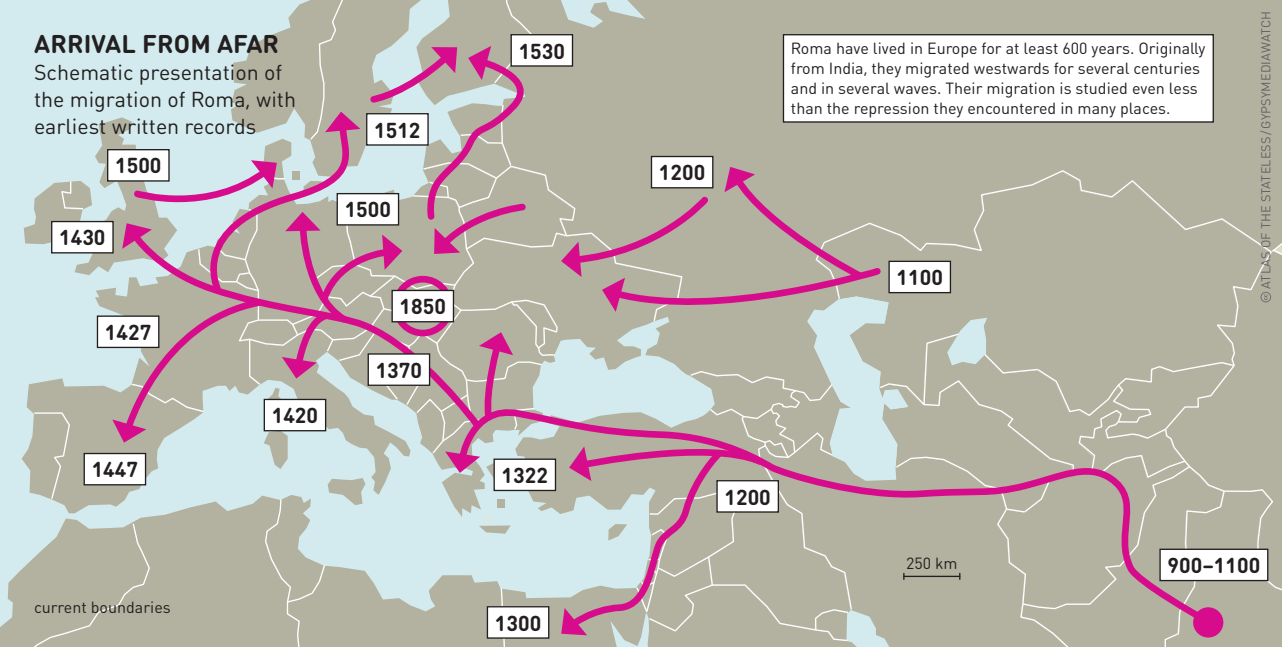 ARRIVAL FROM AFAR
Schematic presentation of
the migration of Roma, with
earliest written records
Roma have lived in Europe for at least 600 years. Originally
from India, they migrated westwards for several centuries
and in several waves. Their migration is studied even less
than the repression they encountered in many places.
1530
1512
1500
1200
1500
1430
1100
1850
1427
1370
1420
1447
1322
1200
250 km
900–1100
current boundaries
1300
© ATLAS OF THE STATELESS/GYPSYMEDIAWATCH